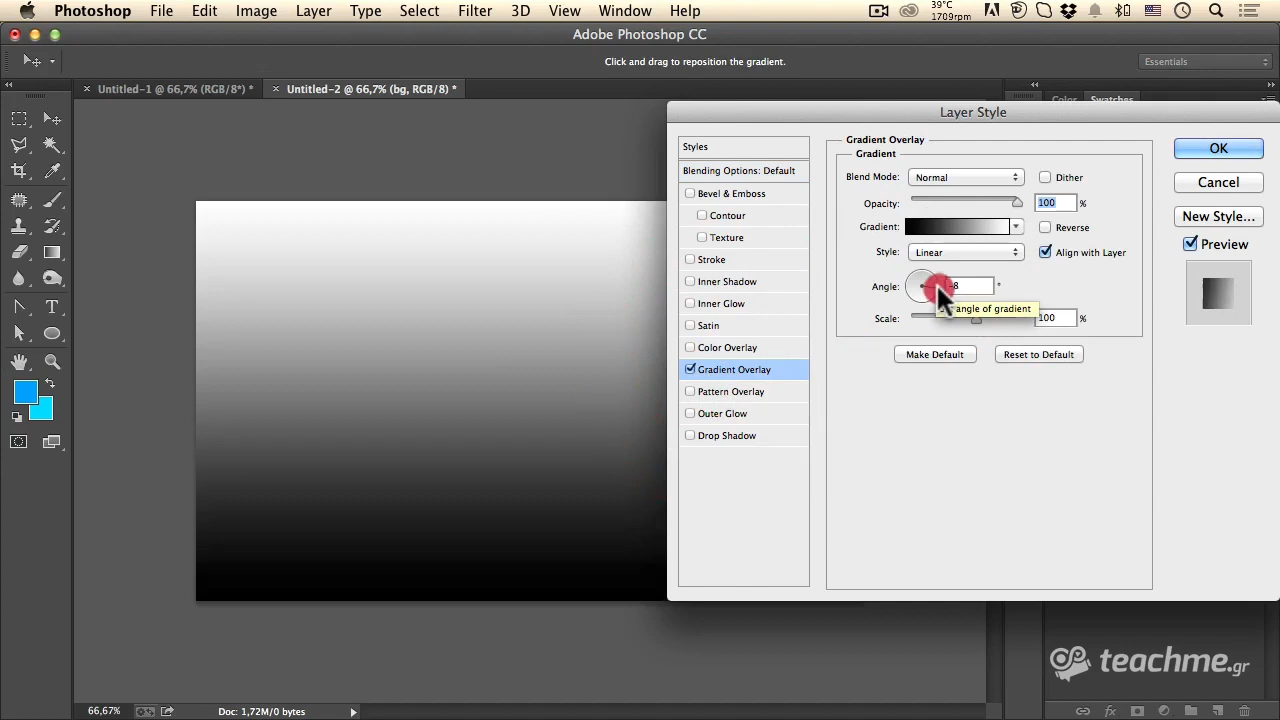 Photoshop File Edit Image Layer Type Select Filter 3D View Window Help
39°C
1709rpm
Adobe Photoshop CC
Click and drag to reposition the gradient.
Essentials
Untitled-1 @ 66,7% (RGB/8*) *
Untitled-2 @ 66,7% (bg, RGB/8) *
Color Swatches
Layer Style
Styles
Blending Options: Default
Bevel & Emboss
Contour
Texture
Stroke
Inner Shadow
Inner Glow
Satin
Color Overlay
Gradient Overlay
Pattern Overlay
Outer Glow
Drop Shadow
Gradient Overlay
Gradient
Blend Mode: Normal Dither
Opacity: 100 %
Gradient: Reverse
Style: Linear Align with Layer
Angle: -8 °
angle of gradient
Scale: 100 %
Make Default Reset to Default
OK
Cancel
New Style...
Preview
T
teachme.gr
66,67% Doc: 1,72M/0 bytes
fx